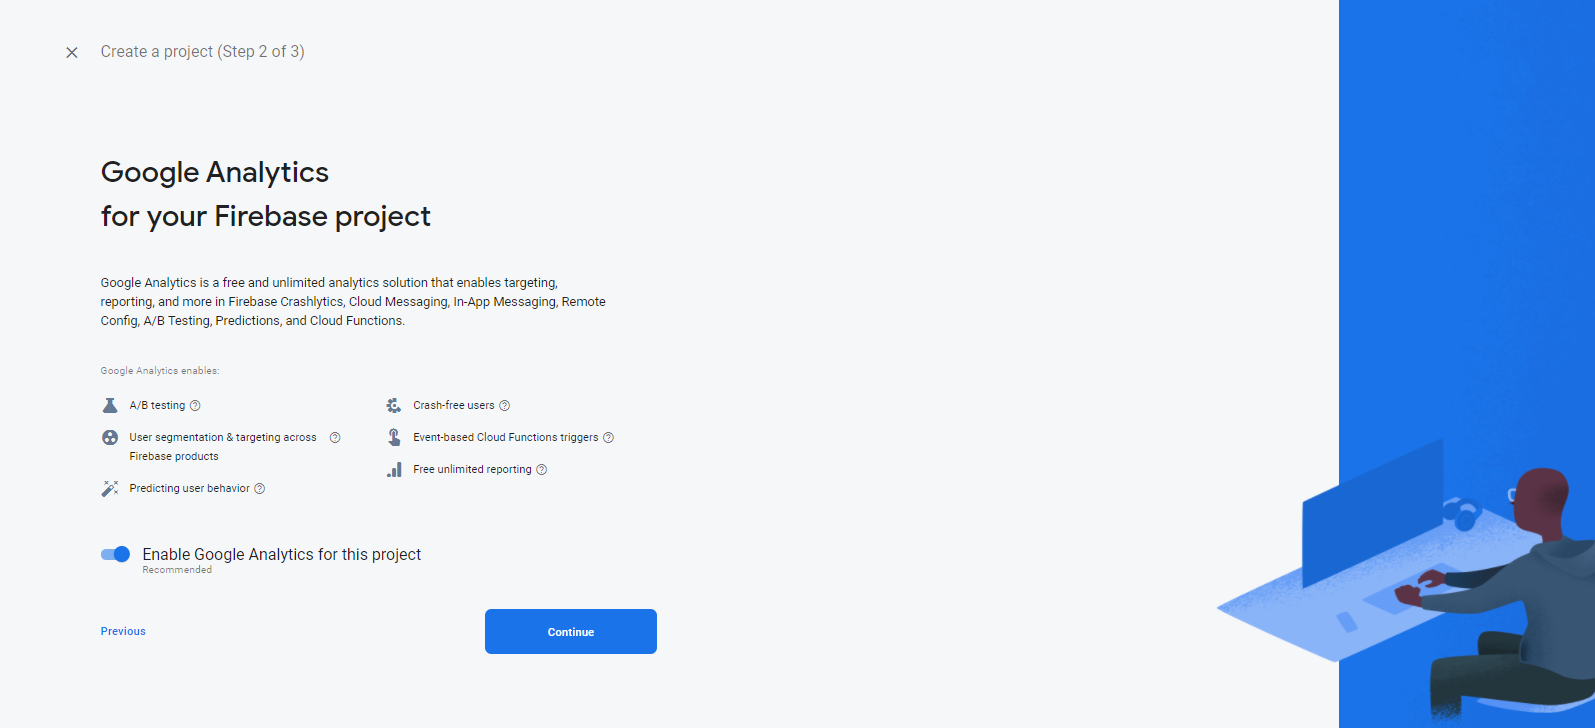 Create a project (Step 2 of 3)
Google Analytics
for your Firebase project
Google Analytics is a free and unlimited analytics solution that enables targeting,
reporting, and more in Firebase Crashlytics, Cloud Messaging, In-App Messaging, Remote
Config, A/B Testing, Predictions, and Cloud Functions.
Google Analytics enables:
A/B testing
User segmentation & targeting across
Firebase products
Predicting user behavior
Crash-free users
Event-based Cloud Functions triggers
Free unlimited reporting
Enable Google Analytics for this project
Recommended
Previous
Continue